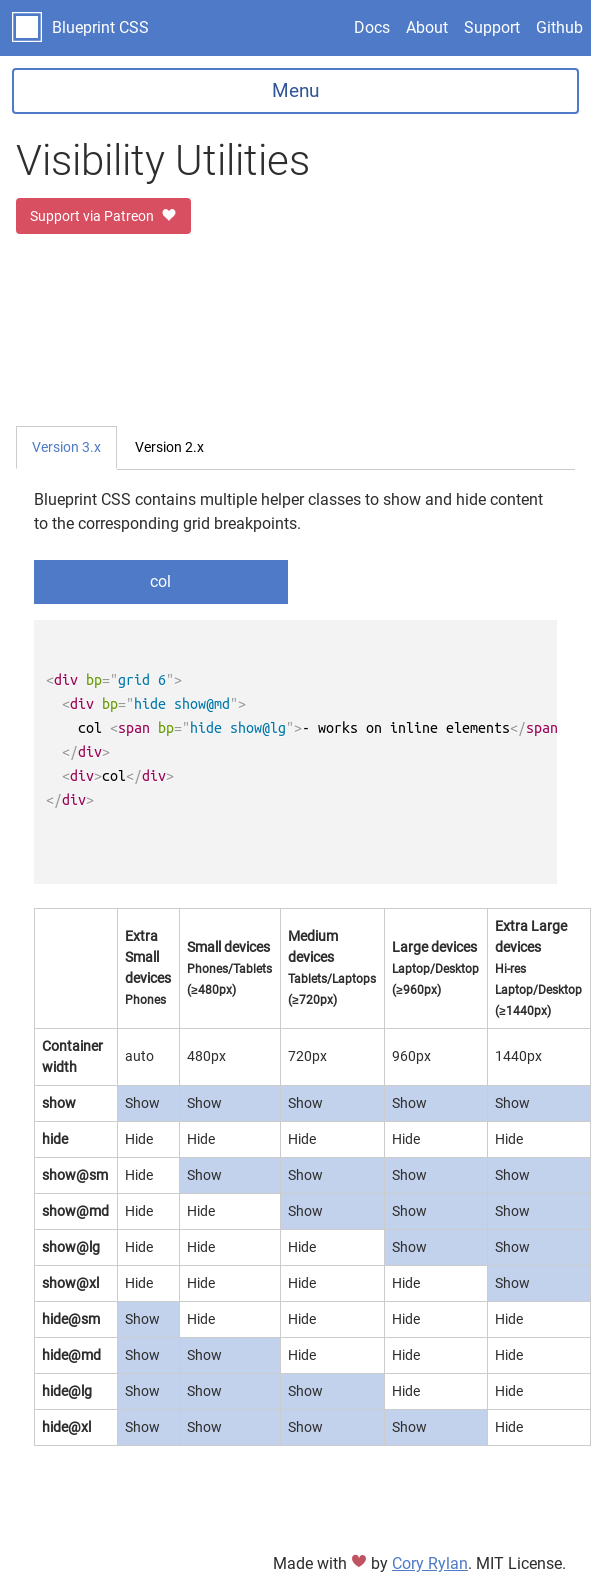 Blueprint CSS Docs About Support Github
Menu
Visibility Utilities
Support via Patreon
Version 3.x Version 2.x
Blueprint CSS contains multiple helper classes to show and hide content
to the corresponding grid breakpoints.
col
<div bp="grid 6">
  <div bp="hide show@md">
    col <span bp="hide show@lg">- works on inline elements</span
  </div>
  <div>col</div>
</div>
Extra Small devices Phones Small devices Phones/Tablets (≥480px) Medium devices Tablets/Laptops (≥720px) Large devices Laptop/Desktop (≥960px) Extra Large devices Hi-res Laptop/Desktop (≥1440px)
Container width auto 480px 720px 960px 1440px
show Show Show Show Show Show
hide Hide Hide Hide Hide Hide
show@sm Hide Show Show Show Show
show@md Hide Hide Show Show Show
show@lg Hide Hide Hide Show Show
show@xl Hide Hide Hide Hide Show
hide@sm Show Hide Hide Hide Hide
hide@md Show Show Hide Hide Hide
hide@lg Show Show Show Hide Hide
hide@xl Show Show Show Show Hide
Made with ♥ by Cory Rylan. MIT License.